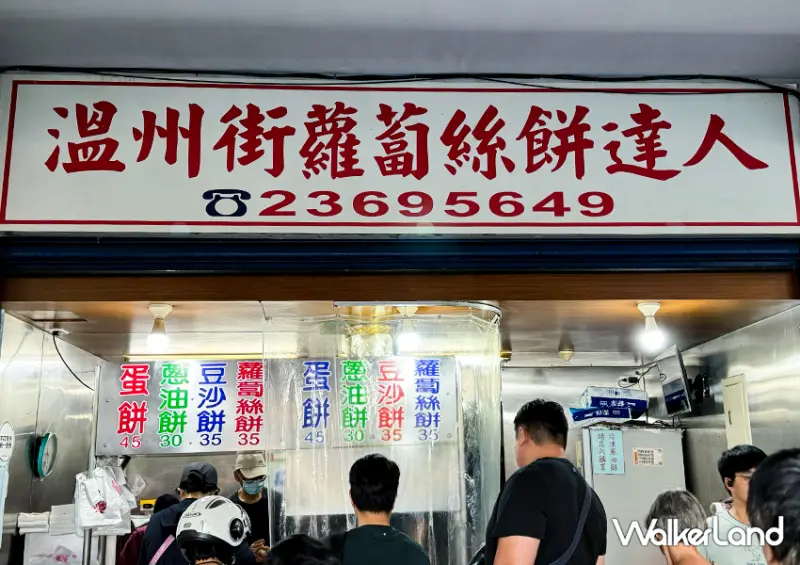 溫州街蘿蔔絲餅達人
23695649
蛋餅 45
蔥油餅 30
豆沙餅 35
蘿蔔絲餅 35
蛋餅 45
蔥油餅 30
豆沙餅 35
蘿蔔絲餅 35
WalkerLand